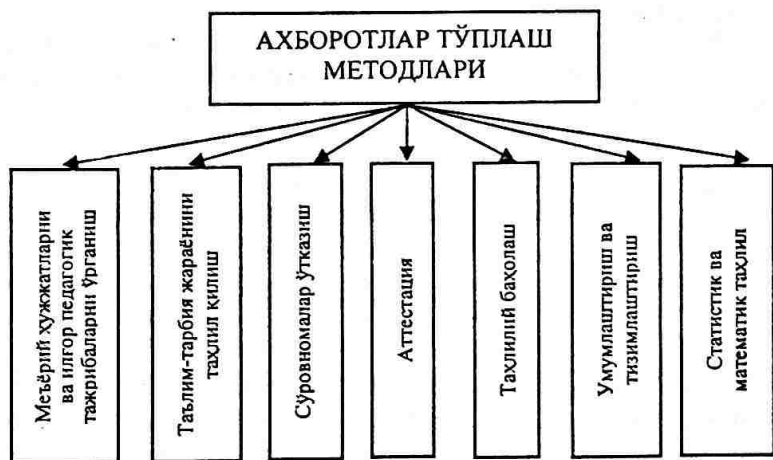 АХБОРОТЛАР ТЎПЛАШ
МЕТОДЛАРИ
Меъёрий ҳужжатларни
ва илғор педагогик
тажрибаларни ўрганиш
Таълим-тарбия жараёнини
таҳлил қилиш
Сўровномалар ўтказиш
Аттестация
Таҳлилий баҳолаш
Умумлаштириш ва
тизимлаштириш
Статистик ва
математик таҳлил